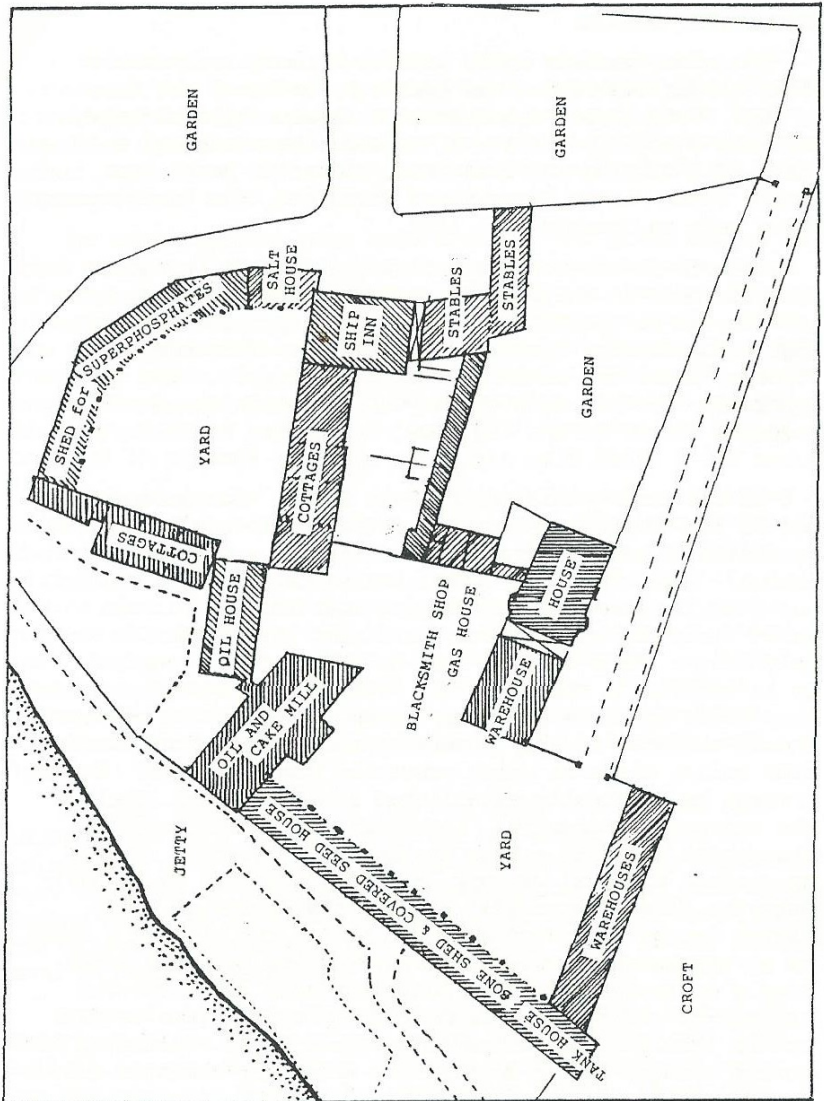 GARDEN
GARDEN
SALT
HOUSE
STABLES
STABLES
SHED for SUPERPHOSPHATES
SHIP
INN
GARDEN
YARD
COTTAGES
COTTAGES
OIL HOUSE
HOUSE
BLACKSMITH SHOP
GAS HOUSE
OIL AND
CAKE MILL
WAREHOUSE
JETTY
YARD
BONE SHED & COVERED SEED HOUSE
TANK HOUSE
WAREHOUSES
CROFT